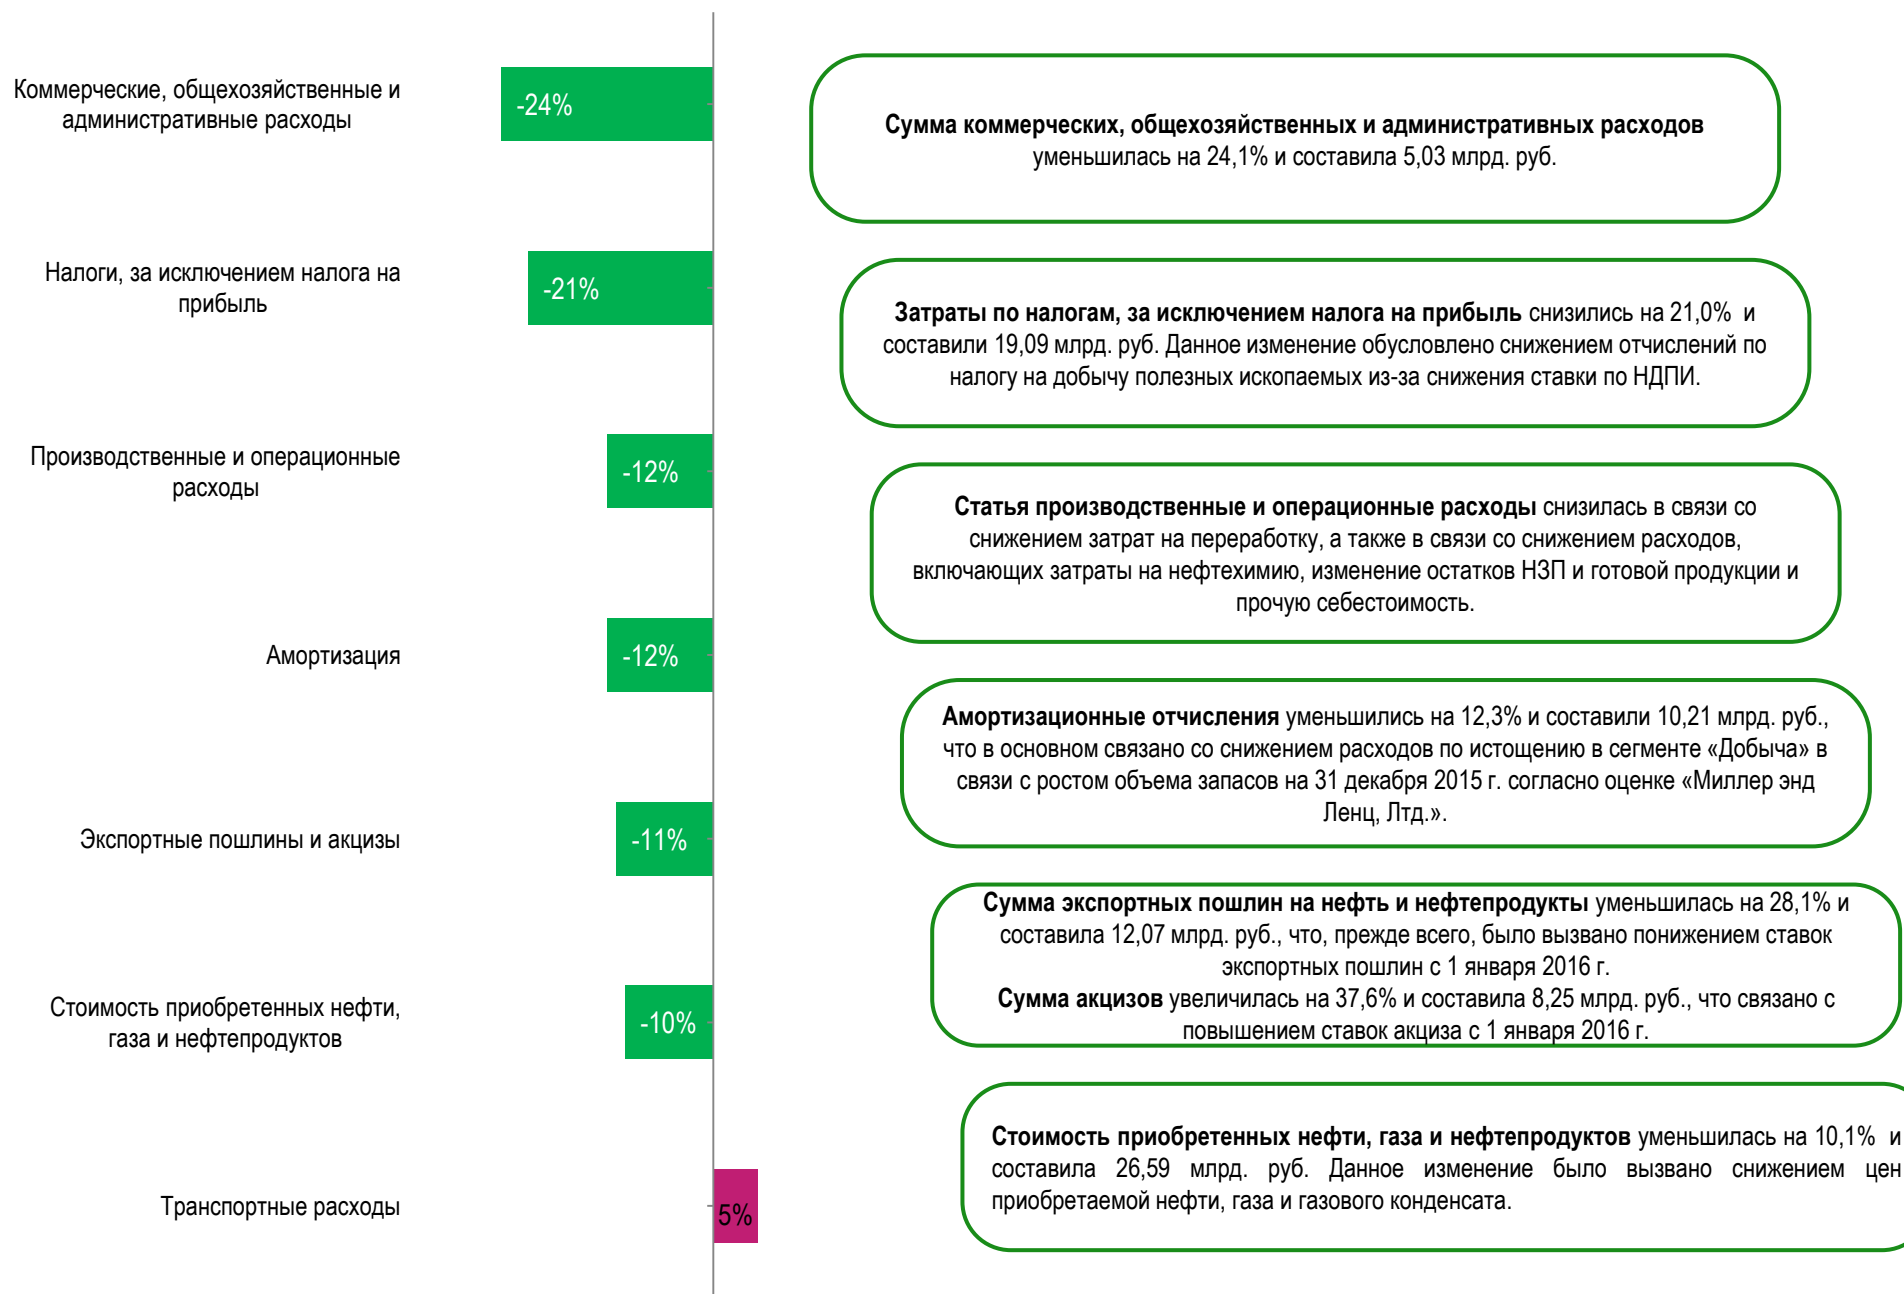 Коммерческие, общехозяйственные и
административные расходы
-24%
Сумма коммерческих, общехозяйственных и административных расходов
уменьшилась на 24,1% и составила 5,03 млрд. руб.
Налоги, за исключением налога на
прибыль
-21%
Затраты по налогам, за исключением налога на прибыль снизились на 21,0% и
составили 19,09 млрд. руб. Данное изменение обусловлено снижением отчислений по
налогу на добычу полезных ископаемых из-за снижения ставки по НДПИ.
Производственные и операционные
расходы
-12%
Статья производственные и операционные расходы снизилась в связи со
снижением затрат на переработку, а также в связи со снижением расходов,
включающих затраты на нефтехимию, изменение остатков НЗП и готовой продукции и
прочую себестоимость.
Амортизация
-12%
Амортизационные отчисления уменьшились на 12,3% и составили 10,21 млрд. руб.,
что в основном связано со снижением расходов по истощению в сегменте «Добыча» в
связи с ростом объема запасов на 31 декабря 2015 г. согласно оценке «Миллер энд
Ленц, Лтд.».
Экспортные пошлины и акцизы
-11%
Сумма экспортных пошлин на нефть и нефтепродукты уменьшилась на 28,1% и
составила 12,07 млрд. руб., что, прежде всего, было вызвано понижением ставок
экспортных пошлин с 1 января 2016 г.
Сумма акцизов увеличилась на 37,6% и составила 8,25 млрд. руб., что связано с
повышением ставок акциза с 1 января 2016 г.
Стоимость приобретенных нефти,
газа и нефтепродуктов
-10%
Стоимость приобретенных нефти, газа и нефтепродуктов уменьшилась на 10,1% и
составила 26,59 млрд. руб. Данное изменение было вызвано снижением цен
приобретаемой нефти, газа и газового конденсата.
Транспортные расходы
5%